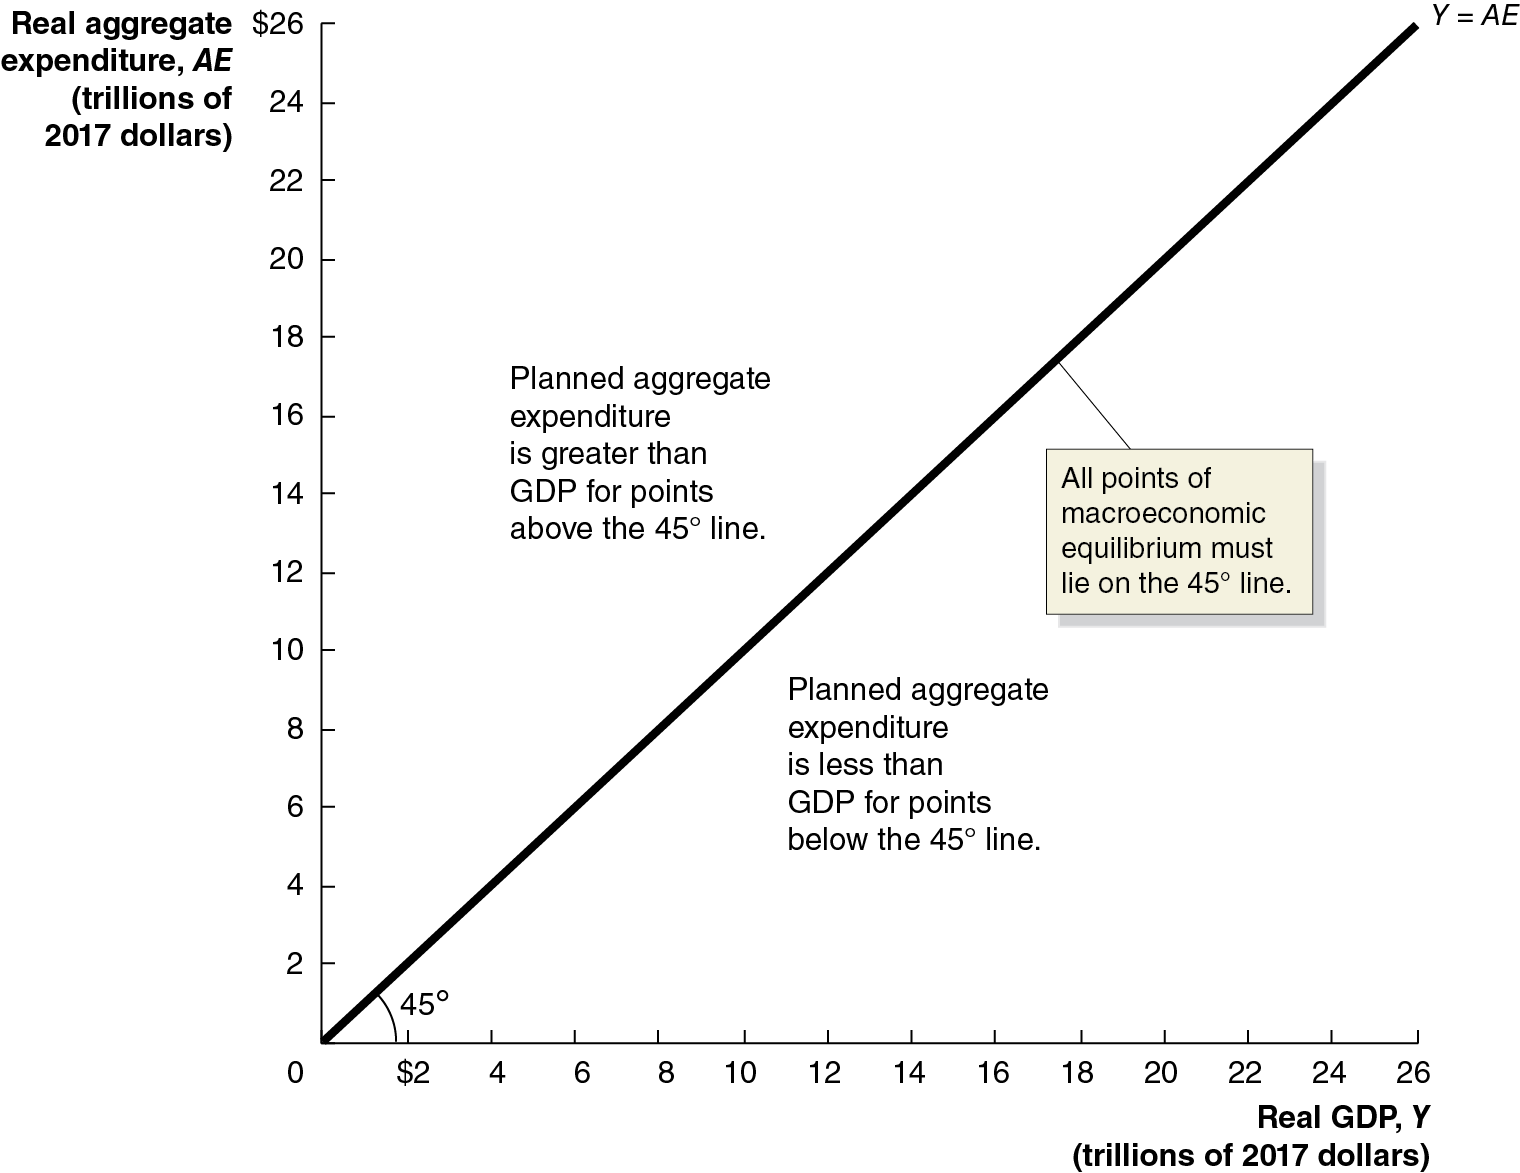 Real aggregate
expenditure, AE
(trillions of
2017 dollars)
$26
24
22
20
18
16
14
12
10
8
6
4
2
0
Y = AE
Planned aggregate
expenditure
is greater than
GDP for points
above the 45° line.
All points of
macroeconomic
equilibrium must
lie on the 45° line.
Planned aggregate
expenditure
is less than
GDP for points
below the 45° line.
45°
$2 4 6 8 10 12 14 16 18 20 22 24 26
Real GDP, Y
(trillions of 2017 dollars)